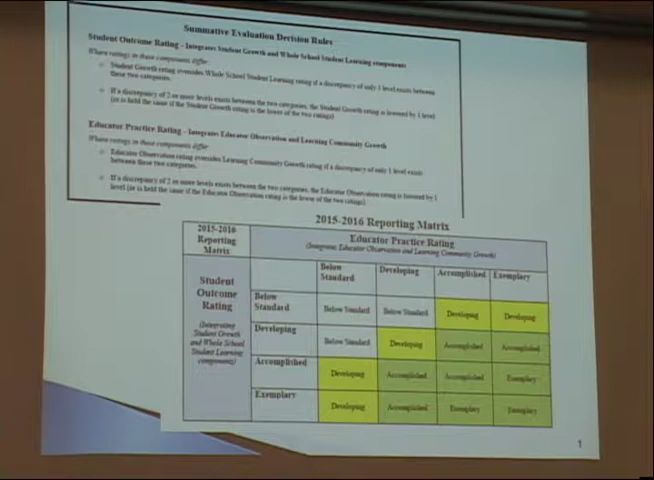 Summative Evaluation Decision Rules
Student Outcome Rating - Integrates Student Growth and Whole School Student Learning components
Where ratings in these components differ
Student Growth rating overrides Whole School Student Learning rating if a discrepancy of only 1 level exists between
these two categories.
If a discrepancy of 2 or more levels exists between the two categories, the Student Growth rating is lowered by 1 level
(or is held the same if the Student Growth rating is the lower of the two ratings)
Educator Practice Rating - Integrates Educator Observation and Learning Community Growth
Where ratings in these components differ
Educator Observation rating overrides Learning Community Growth rating if a discrepancy of only 1 level exists
between these two categories.
If a discrepancy of 2 or more levels exists between the two categories, the Educator Observation rating is lowered by 1
level (or is held the same if the Educator Observation rating is the lower of the two ratings)
2015-2016 Reporting Matrix
2015-2016
Reporting
Matrix
Educator Practice Rating
(Integrates Educator Observation and Learning Community Growth)
Student
Outcome
Rating
(Integrating
Student Growth
and Whole School
Student Learning
components)
Below Standard Developing Accomplished Exemplary
Below Standard Below Standard Below Standard Developing Developing
Developing Below Standard Developing Accomplished Accomplished
Accomplished Developing Accomplished Accomplished Exemplary
Exemplary Developing Accomplished Exemplary Exemplary
1